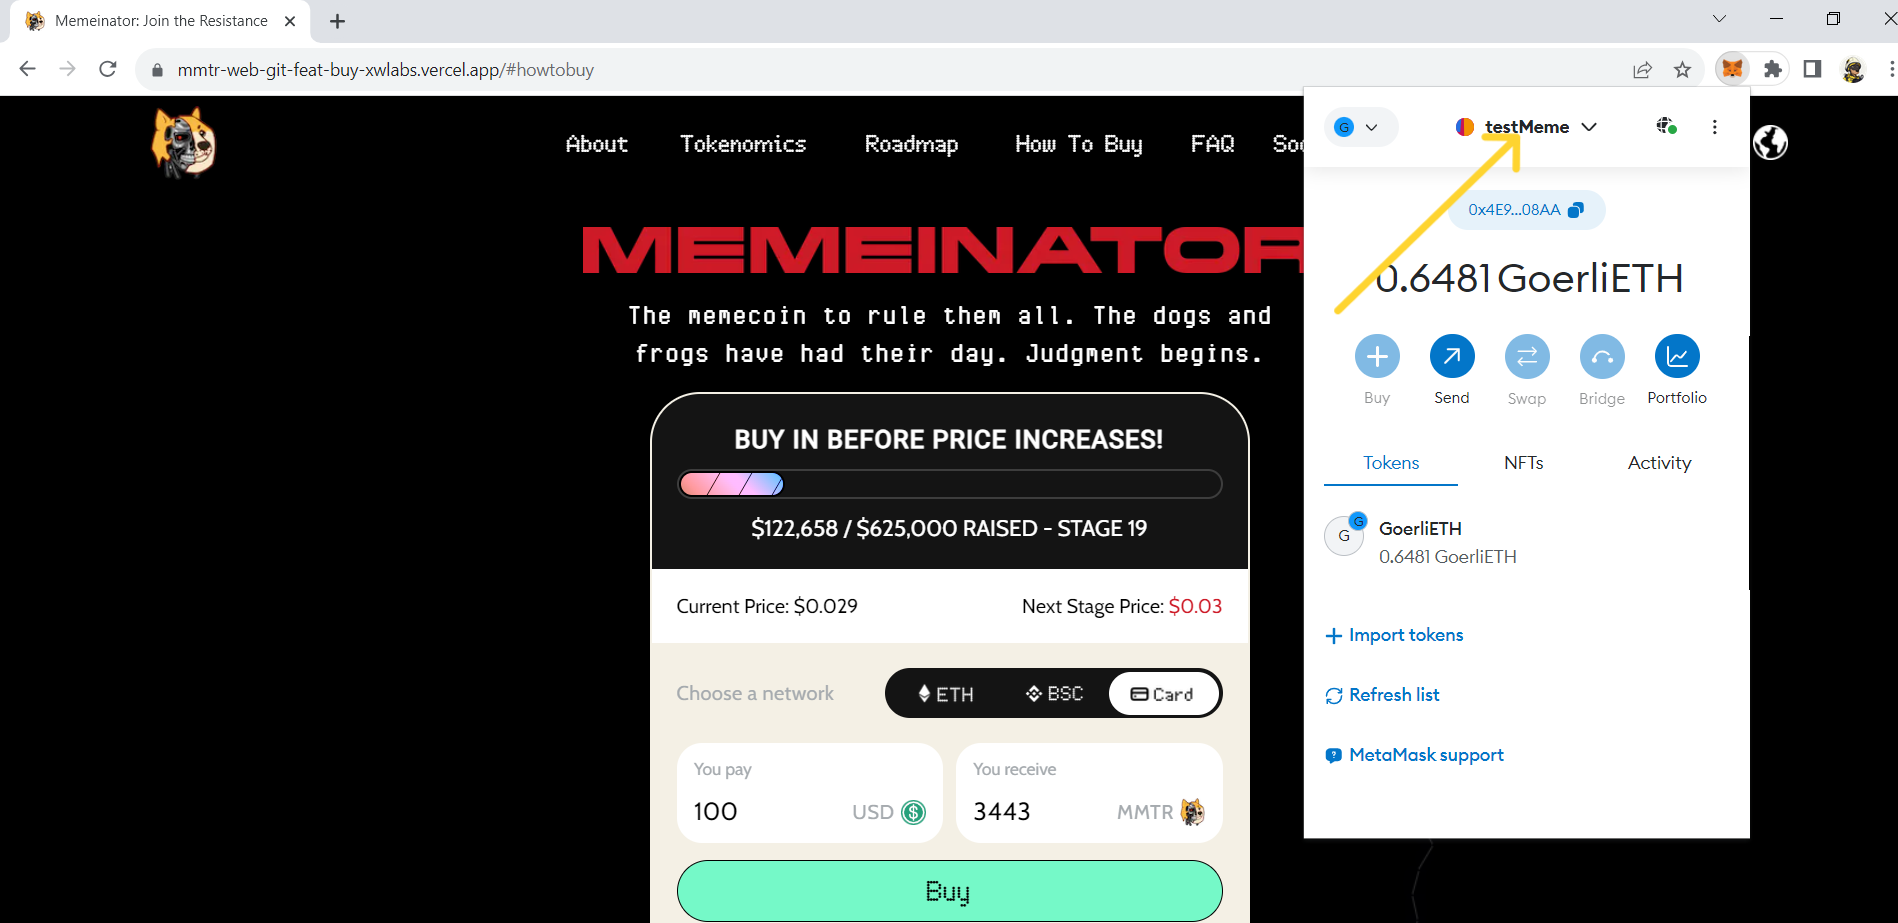 Memeinator: Join the Resistance
mmtr-web-git-feat-buy-xwlabs.vercel.app/#howtobuy
About Tokenomics Roadmap How To Buy FAQ
MEMEINATOR
The memecoin to rule them all. The dogs and
frogs have had their day. Judgment begins.
BUY IN BEFORE PRICE INCREASES!
$122,658 / $625,000 RAISED - STAGE 19
Current Price: $0.029 Next Stage Price: $0.03
Choose a network ETH BSC Card
You pay You receive
100 USD 3443 MMTR
Buy
G testMeme
0x4E9...08AA
0.6481 GoerliETH
Buy Send Swap Bridge Portfolio
Tokens NFTs Activity
G G GoerliETH
0.6481 GoerliETH
Import tokens
Refresh list
MetaMask support